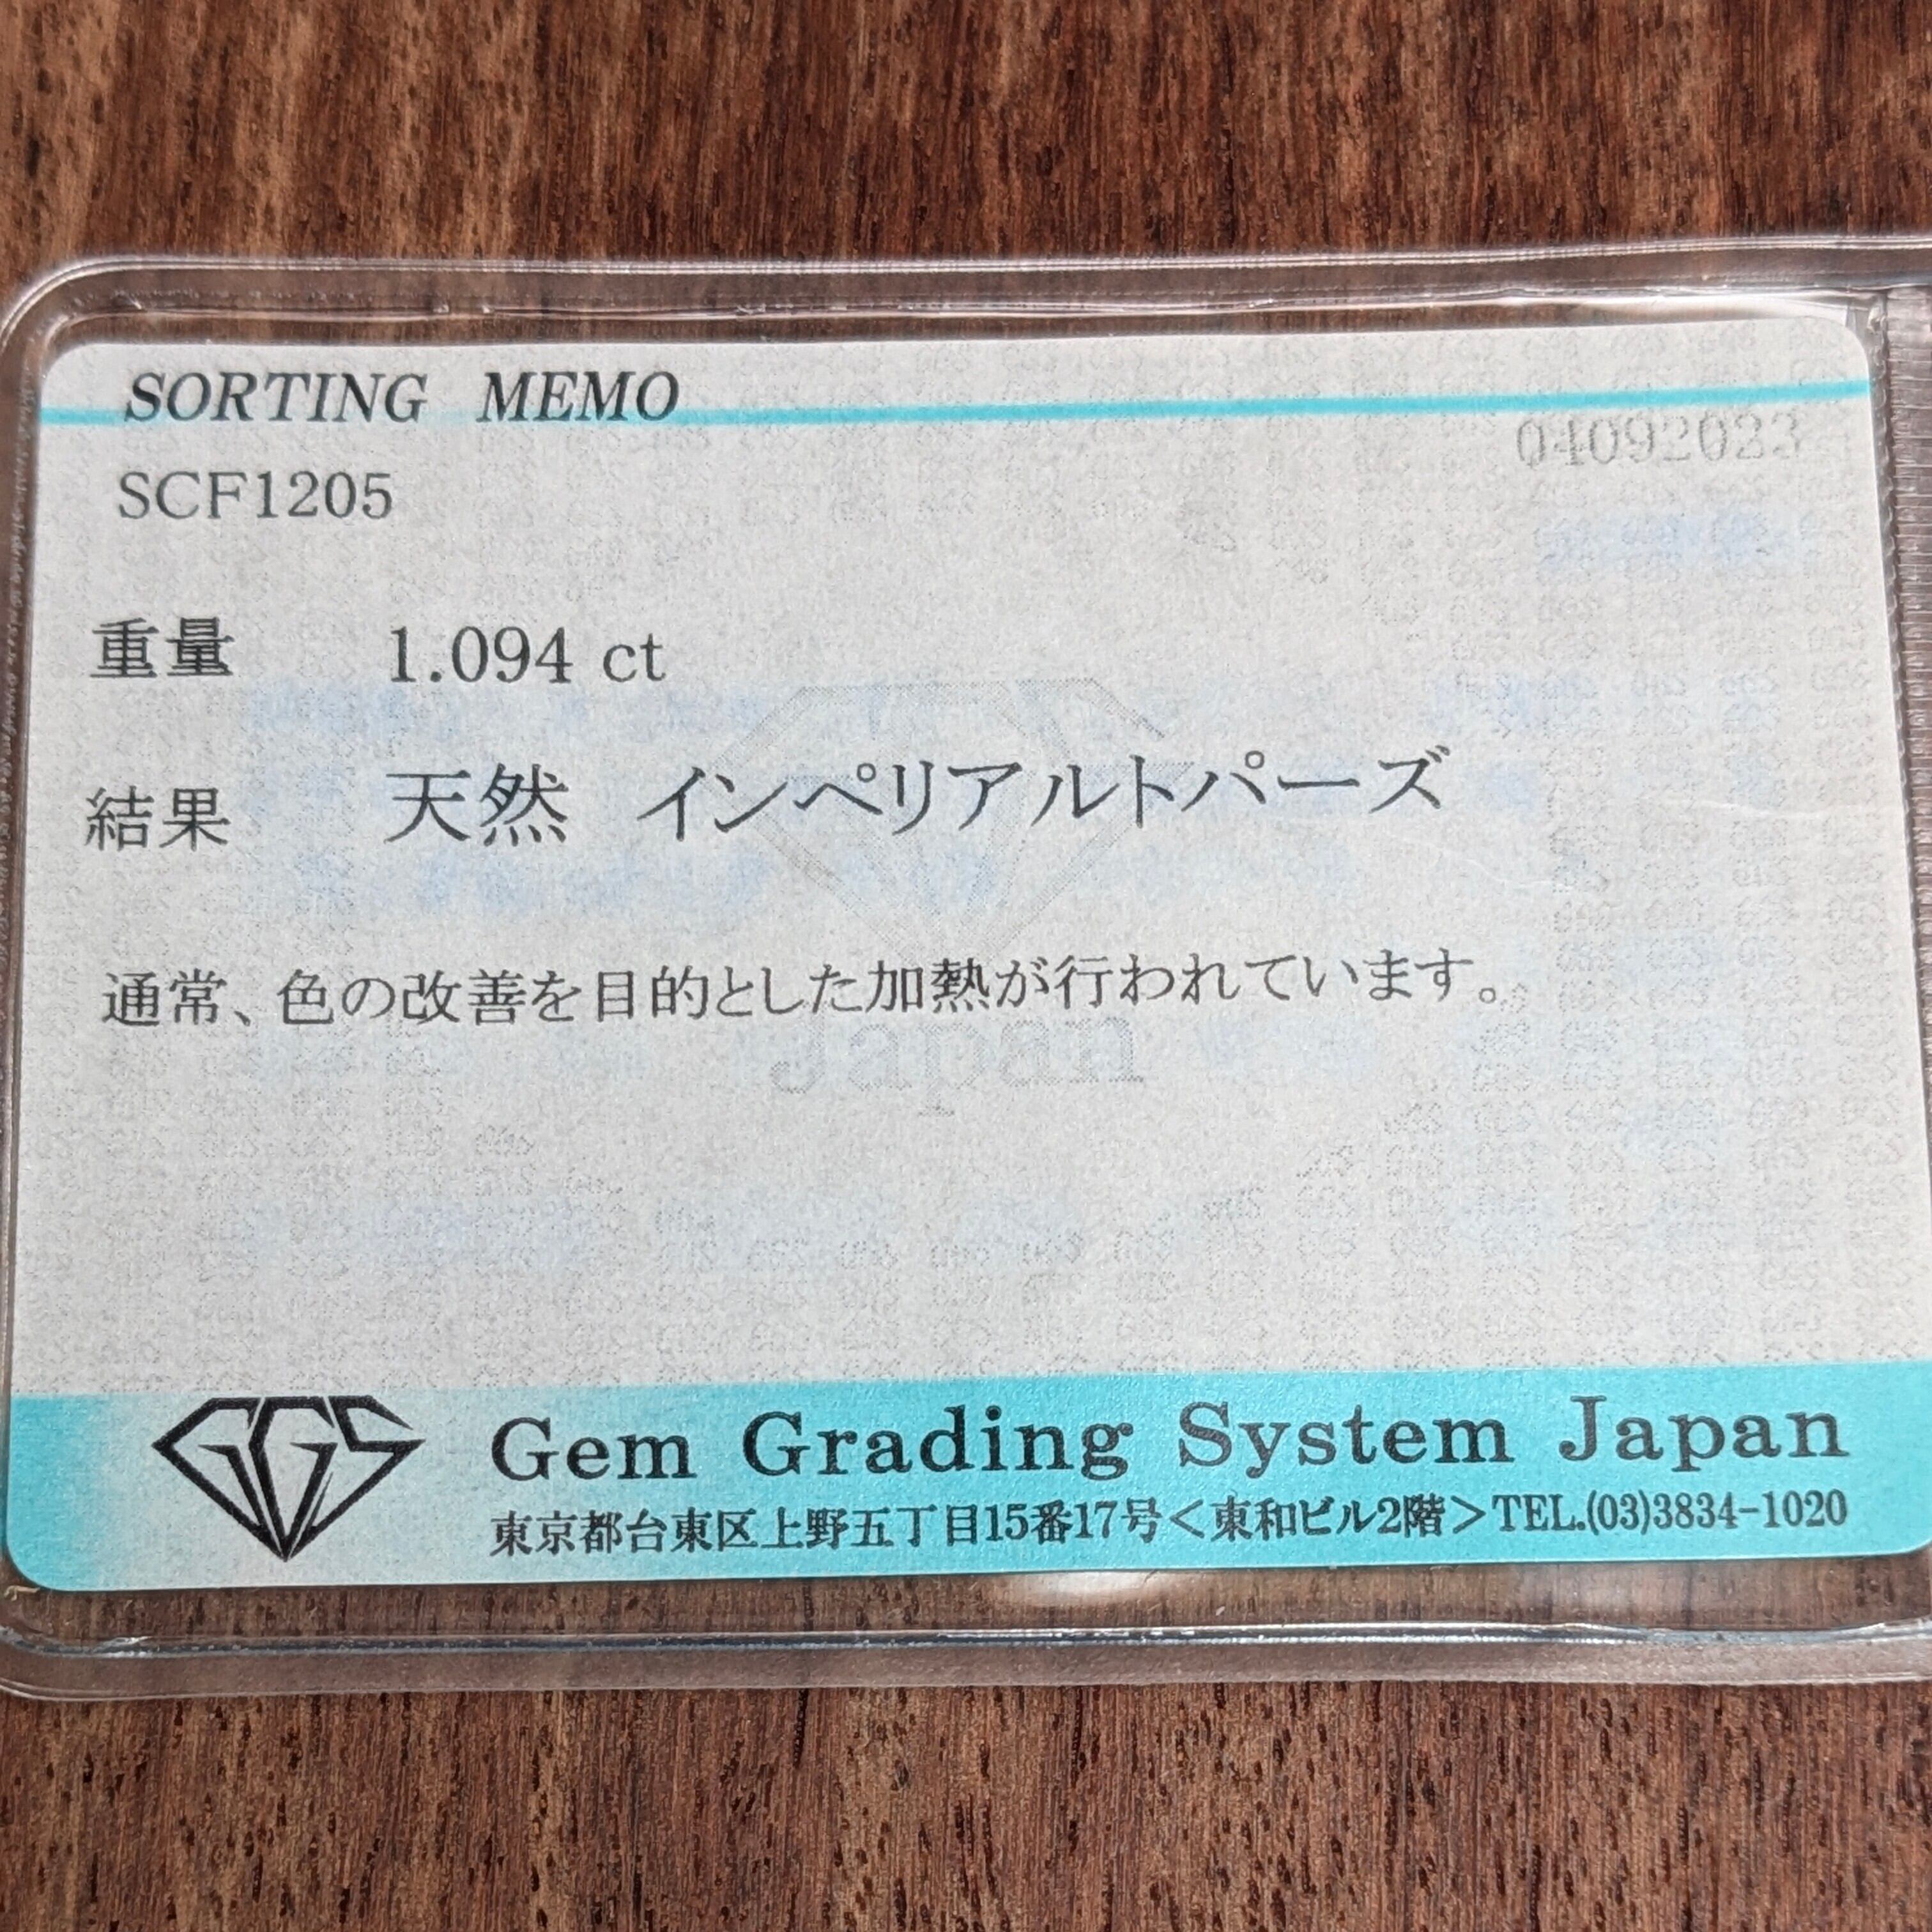 SORTING MEMO
04092023
SCF1205
重量 1.094 ct
結果 天然 インペリアルトパーズ
通常、色の改善を目的とした加熱が行われています。
Japan
GGS
Gem Grading System Japan
東京都台東区上野五丁目15番17号<東和ビル2階>TEL.(03)3834-1020